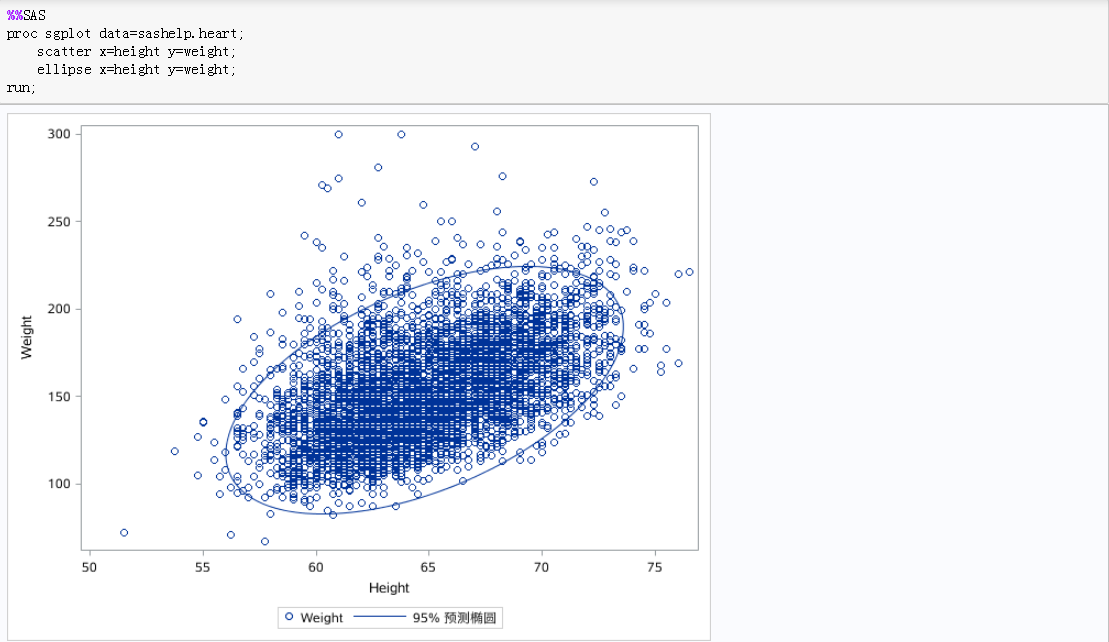 %%SAS
proc sgplot data=sashelp.heart;
    scatter x=height y=weight;
    ellipse x=height y=weight;
run;
300
250
200
150
100
Weight
50 55 60 65 70 75
Height
Weight 95% 预测椭圆